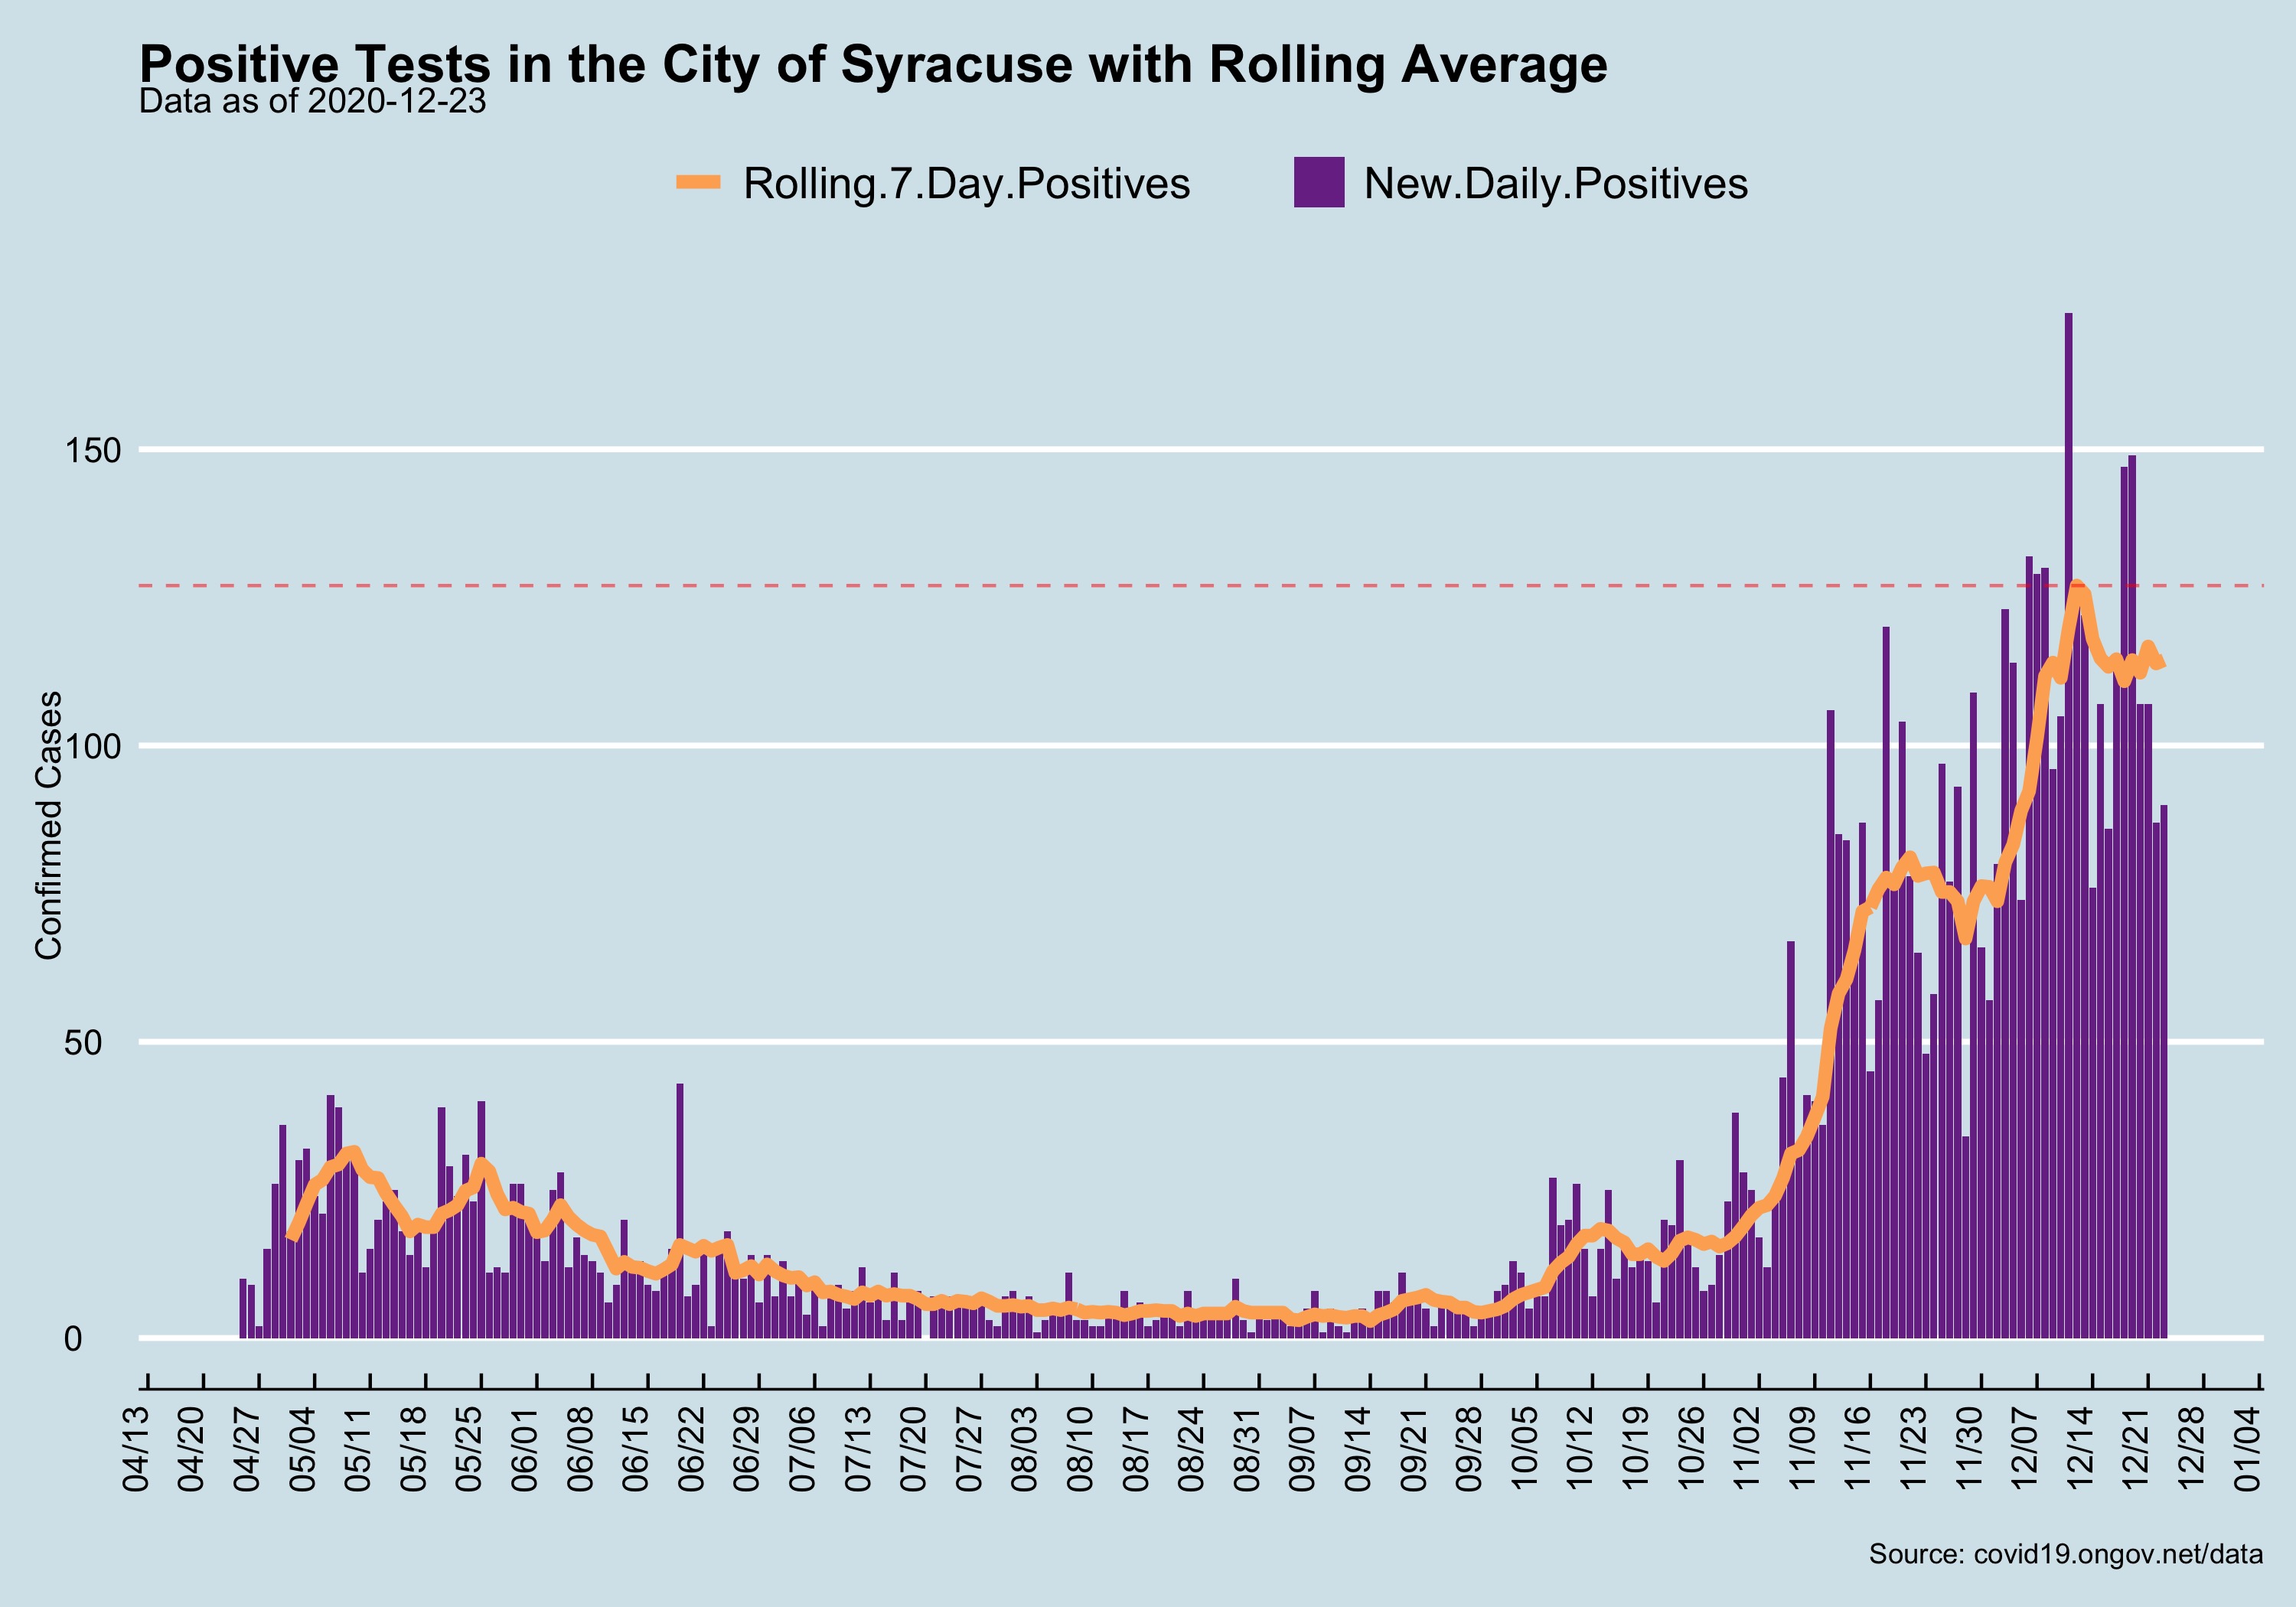 Positive Tests in the City of Syracuse with Rolling Average
Data as of 2020-12-23
Rolling.7.Day.Positives New.Daily.Positives
150
100
50
0
Confirmed Cases
04/13 04/20 04/27 05/04 05/11 05/18 05/25 06/01 06/08 06/15 06/22 06/29 07/06 07/13 07/20 07/27 08/03 08/10 08/17 08/24 08/31 09/07 09/14 09/21 09/28 10/05 10/12 10/19 10/26 11/02 11/09 11/16 11/23 11/30 12/07 12/14 12/21 12/28 01/04
Source: covid19.ongov.net/data